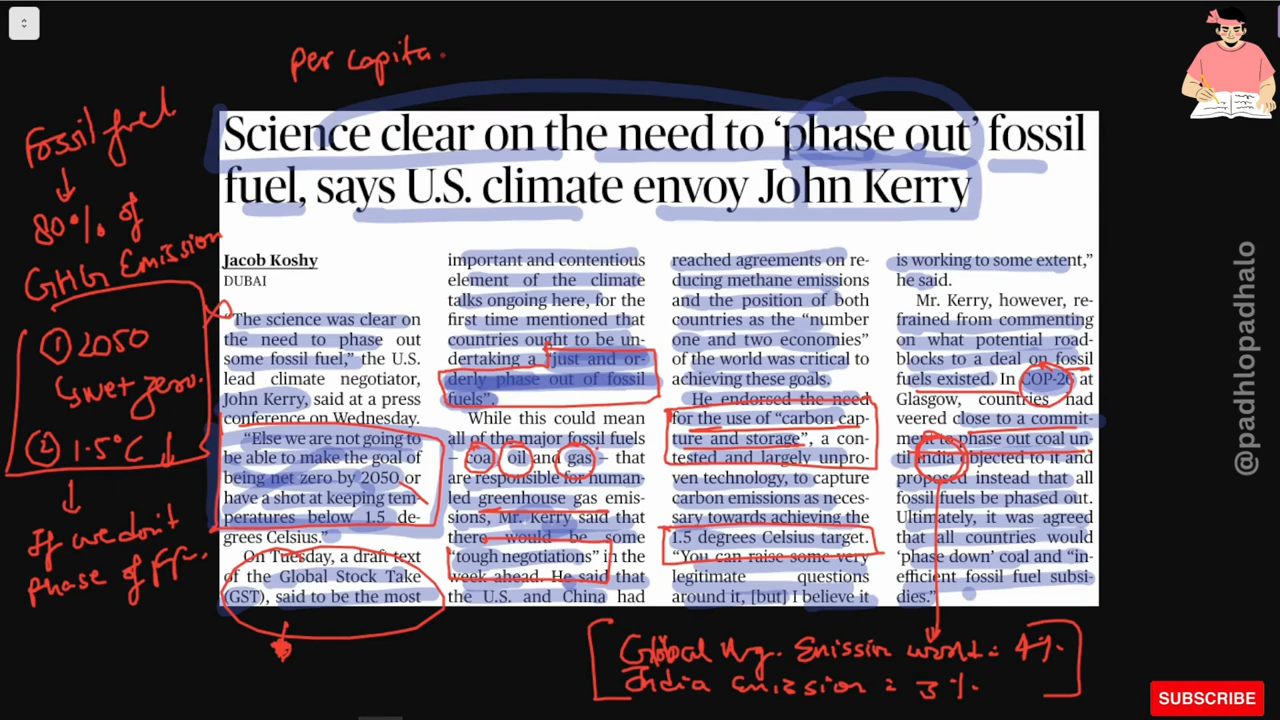 Per capita.
Science clear on the need to ‘phase out’ fossil
fuel, says U.S. climate envoy John Kerry
Fossil fuel
↓
80% of
GHG Emission
① 2050
↳ net zero.
② 1.5°C ↓
↓
If we don't
phase of FF.
Jacob Koshy
DUBAI
“The science was clear on
the need to phase out
some fossil fuel,” the U.S.
lead climate negotiator,
John Kerry, said at a press
conference on Wednesday.
“Else we are not going to
be able to make the goal of
being net zero by 2050 or
have a shot at keeping tem-
peratures below 1.5 de-
grees Celsius.”
On Tuesday, a draft text
of the Global Stock Take
(GST), said to be the most
important and contentious
element of the climate
talks ongoing here, for the
first time mentioned that
countries ought to be un-
dertaking a “just and or-
derly phase out of fossil
fuels”.
While this could mean
all of the major fossil fuels
– coal, oil and gas – that
are responsible for human-
led greenhouse gas emis-
sions, Mr. Kerry said that
there would be some
“tough negotiations” in the
week ahead. He said that
the U.S. and China had
reached agreements on re-
ducing methane emissions
and the position of both
countries as the “number
one and two economies”
of the world was critical to
achieving these goals.
He endorsed the need
for the use of “carbon cap-
ture and storage”, a con-
tested and largely unpro-
ven technology, to capture
carbon emissions as neces-
sary towards achieving the
1.5 degrees Celsius target.
“You can raise some very
legitimate questions
around it, [but] I believe it
is working to some extent,”
he said.
Mr. Kerry, however, re-
frained from commenting
on what potential road-
blocks to a deal on fossil
fuels existed. In COP-26 at
Glasgow, countries had
veered close to a commit-
ment to phase out coal un-
til India objected to it and
proposed instead that all
fossil fuels be phased out.
Ultimately, it was agreed
that all countries would
‘phase down’ coal and “in-
efficient fossil fuel subsi-
dies.”
Global Avg. Emission = 4%.
India emission = 3%.
@padhlopadhalo
SUBSCRIBE